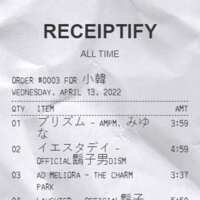 RECEIPTIFY
ALL TIME
ORDER #0003 FOR 小韓
WEDNESDAY, APRIL 13, 2022
QTY ITEM AMT
01 プリズム - AMPM, みゆ 3:59
な
02 イエスタデイ - 4:59
OFFICIAL髭子男DISM
03 AD MELIORA - THE CHARM 3:37
PARK